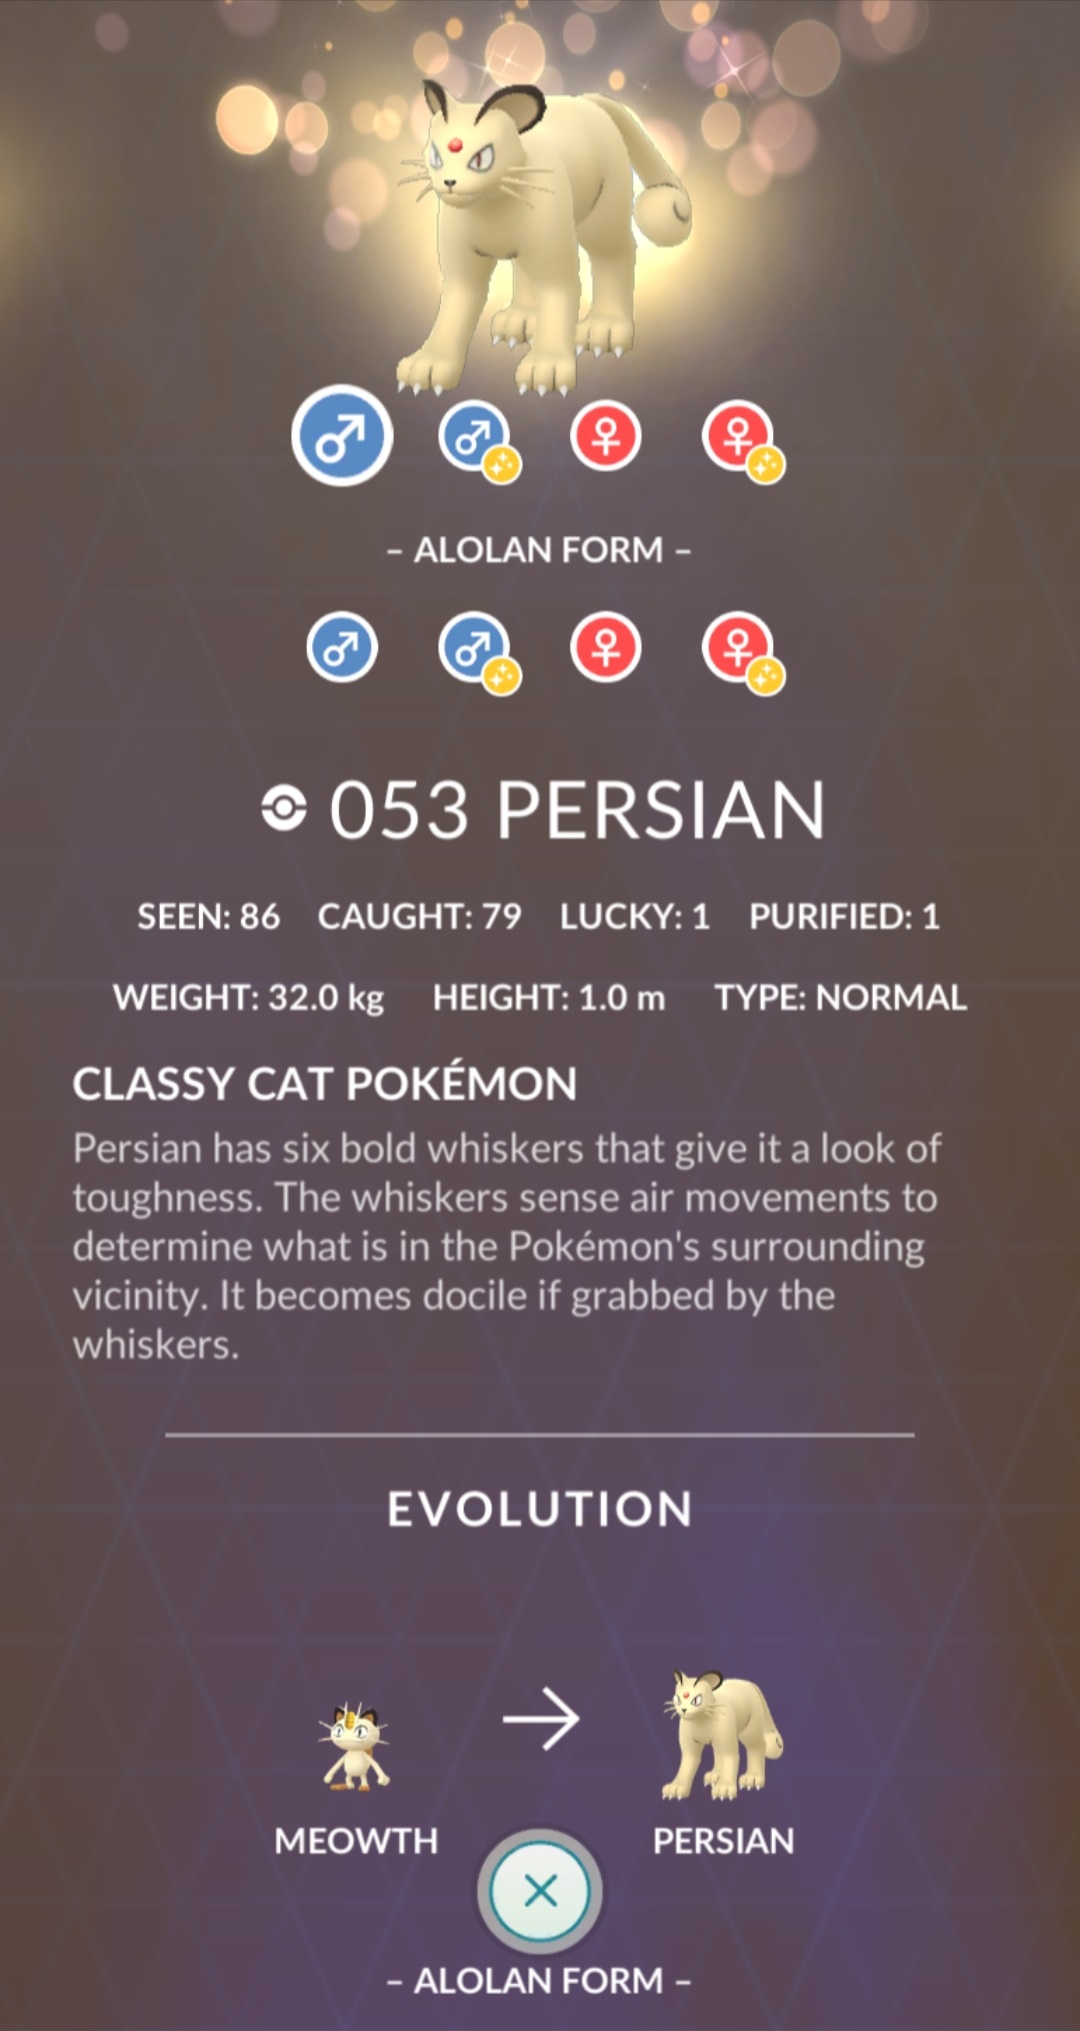 – ALOLAN FORM –
053 PERSIAN
SEEN: 86 CAUGHT: 79 LUCKY: 1 PURIFIED: 1
WEIGHT: 32.0 kg HEIGHT: 1.0 m TYPE: NORMAL
CLASSY CAT POKÉMON
Persian has six bold whiskers that give it a look of
toughness. The whiskers sense air movements to
determine what is in the Pokémon's surrounding
vicinity. It becomes docile if grabbed by the
whiskers.
EVOLUTION
MEOWTH PERSIAN
– ALOLAN FORM –